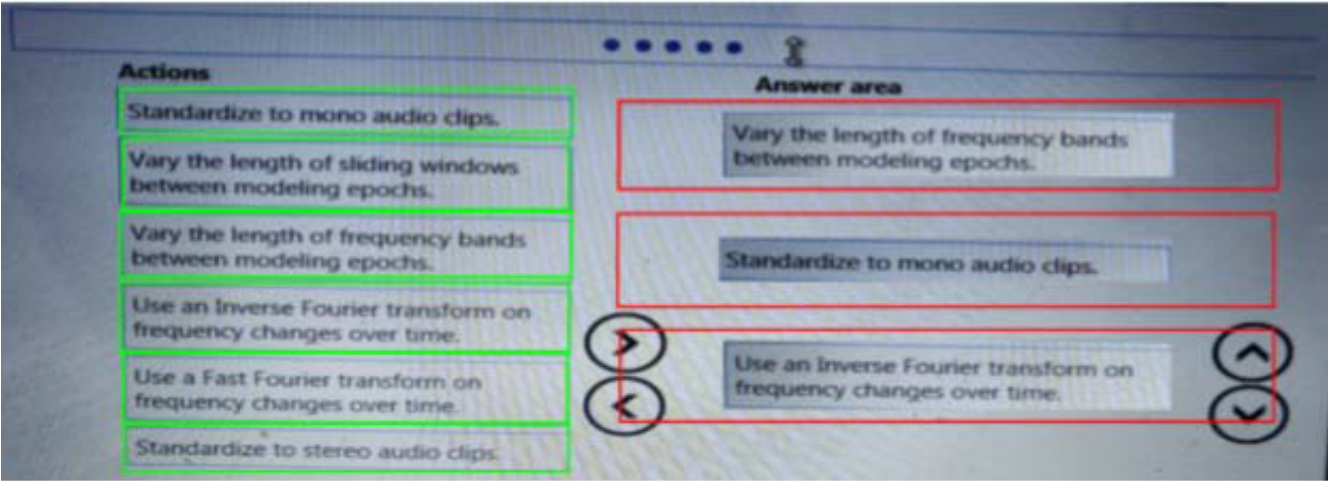 Actions
Standardize to mono audio clips.
Vary the length of sliding windows
between modeling epochs.
Vary the length of frequency bands
between modeling epochs.
Use an Inverse Fourier transform on
frequency changes over time.
Use a Fast Fourier transform on
frequency changes over time.
Standardize to stereo audio clips.
Answer area
Vary the length of frequency bands
between modeling epochs.
Standardize to mono audio clips.
Use an Inverse Fourier transform on
frequency changes over time.